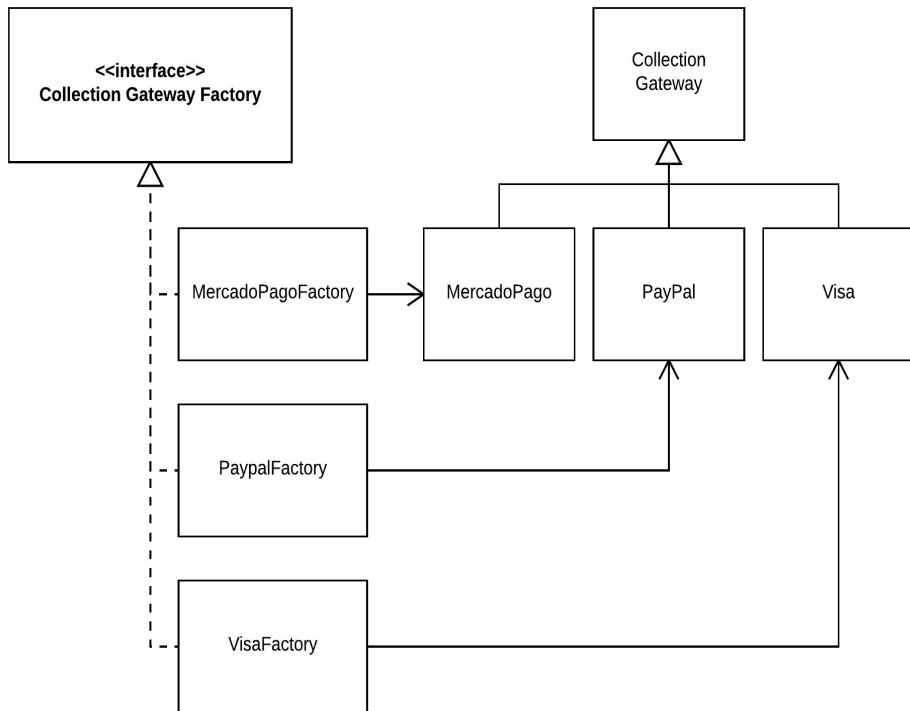 <<interface>>
Collection Gateway Factory
Collection
Gateway
MercadoPagoFactory
MercadoPago
PayPal
Visa
PaypalFactory
VisaFactory